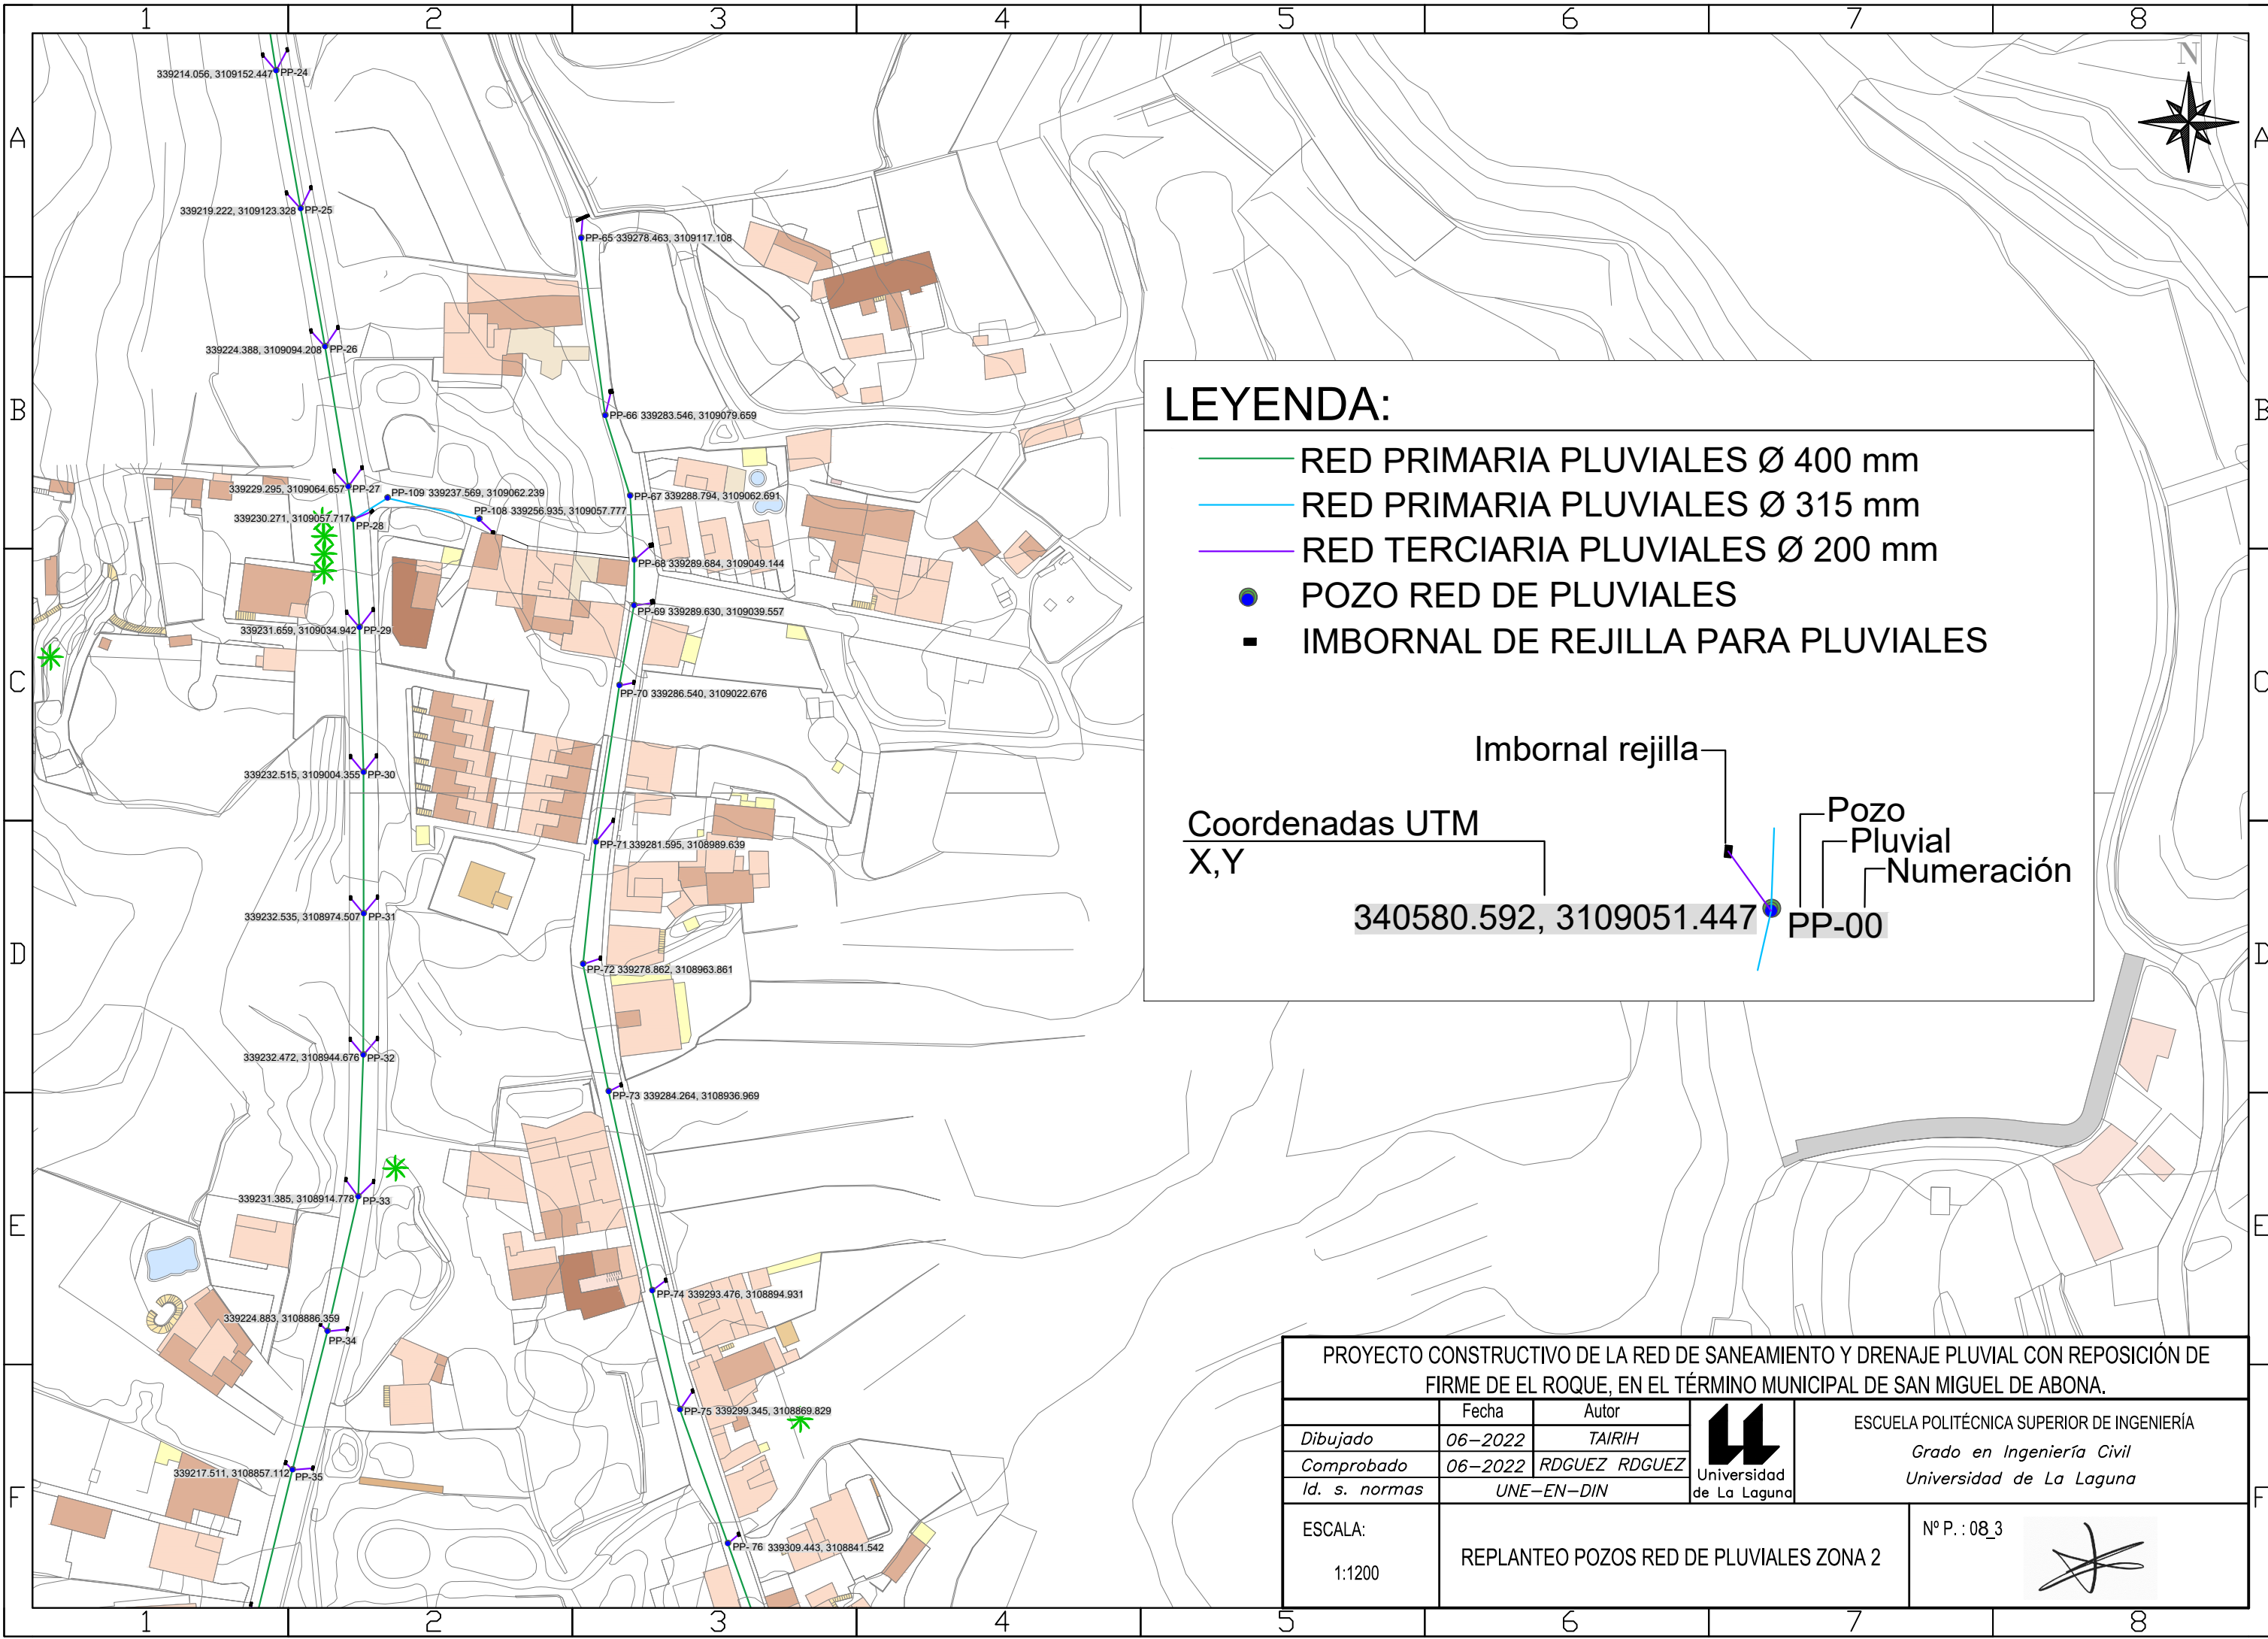 1 2 3 4 5 6 7 8
N
A A
339214.056, 3109152.447 PP-24
339219.222, 3109123.328 PP-25
PP-65 339278.463, 3109117.108
339224.388, 3109094.208 PP-26
B B
PP-66 339283.546, 3109079.659
339229.295, 3109064.657 PP-27
PP-109 339237.569, 3109062.239
PP-67 339288.794, 3109062.691
PP-108 339256.935, 3109057.777
339230.271, 3109057.717 PP-28
PP-68 339289.684, 3109049.144
PP-69 339289.630, 3109039.557
339231.659, 3109034.942 PP-29
C C
PP-70 339286.540, 3109022.676
339232.515, 3109004.355 PP-30
PP-71 339281.595, 3108989.639
339232.535, 3108974.507 PP-31
D D
PP-72 339278.862, 3108963.861
339232.472, 3108944.676 PP-32
PP-73 339284.264, 3108936.969
339231.385, 3108914.778 PP-33
E E
PP-74 339293.476, 3108894.931
339224.883, 3108886.359
PP-34
PP-75 339299.345, 3108869.829
339217.511, 3108857.112 PP-35
F F
PP- 76 339309.443, 3108841.542
LEYENDA:
RED PRIMARIA PLUVIALES Ø 400 mm
RED PRIMARIA PLUVIALES Ø 315 mm
RED TERCIARIA PLUVIALES Ø 200 mm
POZO RED DE PLUVIALES
IMBORNAL DE REJILLA PARA PLUVIALES
Imbornal rejilla
Coordenadas UTM
X,Y
Pozo
Pluvial
Numeración
340580.592, 3109051.447 PP-00
PROYECTO CONSTRUCTIVO DE LA RED DE SANEAMIENTO Y DRENAJE PLUVIAL CON REPOSICIÓN DE
FIRME DE EL ROQUE, EN EL TÉRMINO MUNICIPAL DE SAN MIGUEL DE ABONA.
Fecha Autor
Dibujado 06-2022 TAIRIH
Comprobado 06-2022 RDGUEZ RDGUEZ
Id. s. normas UNE-EN-DIN
Universidad
de La Laguna
ESCUELA POLITÉCNICA SUPERIOR DE INGENIERÍA
Grado en Ingeniería Civil
Universidad de La Laguna
ESCALA:
1:1200
REPLANTEO POZOS RED DE PLUVIALES ZONA 2
Nº P. : 08_3
1 2 3 4 5 6 7 8